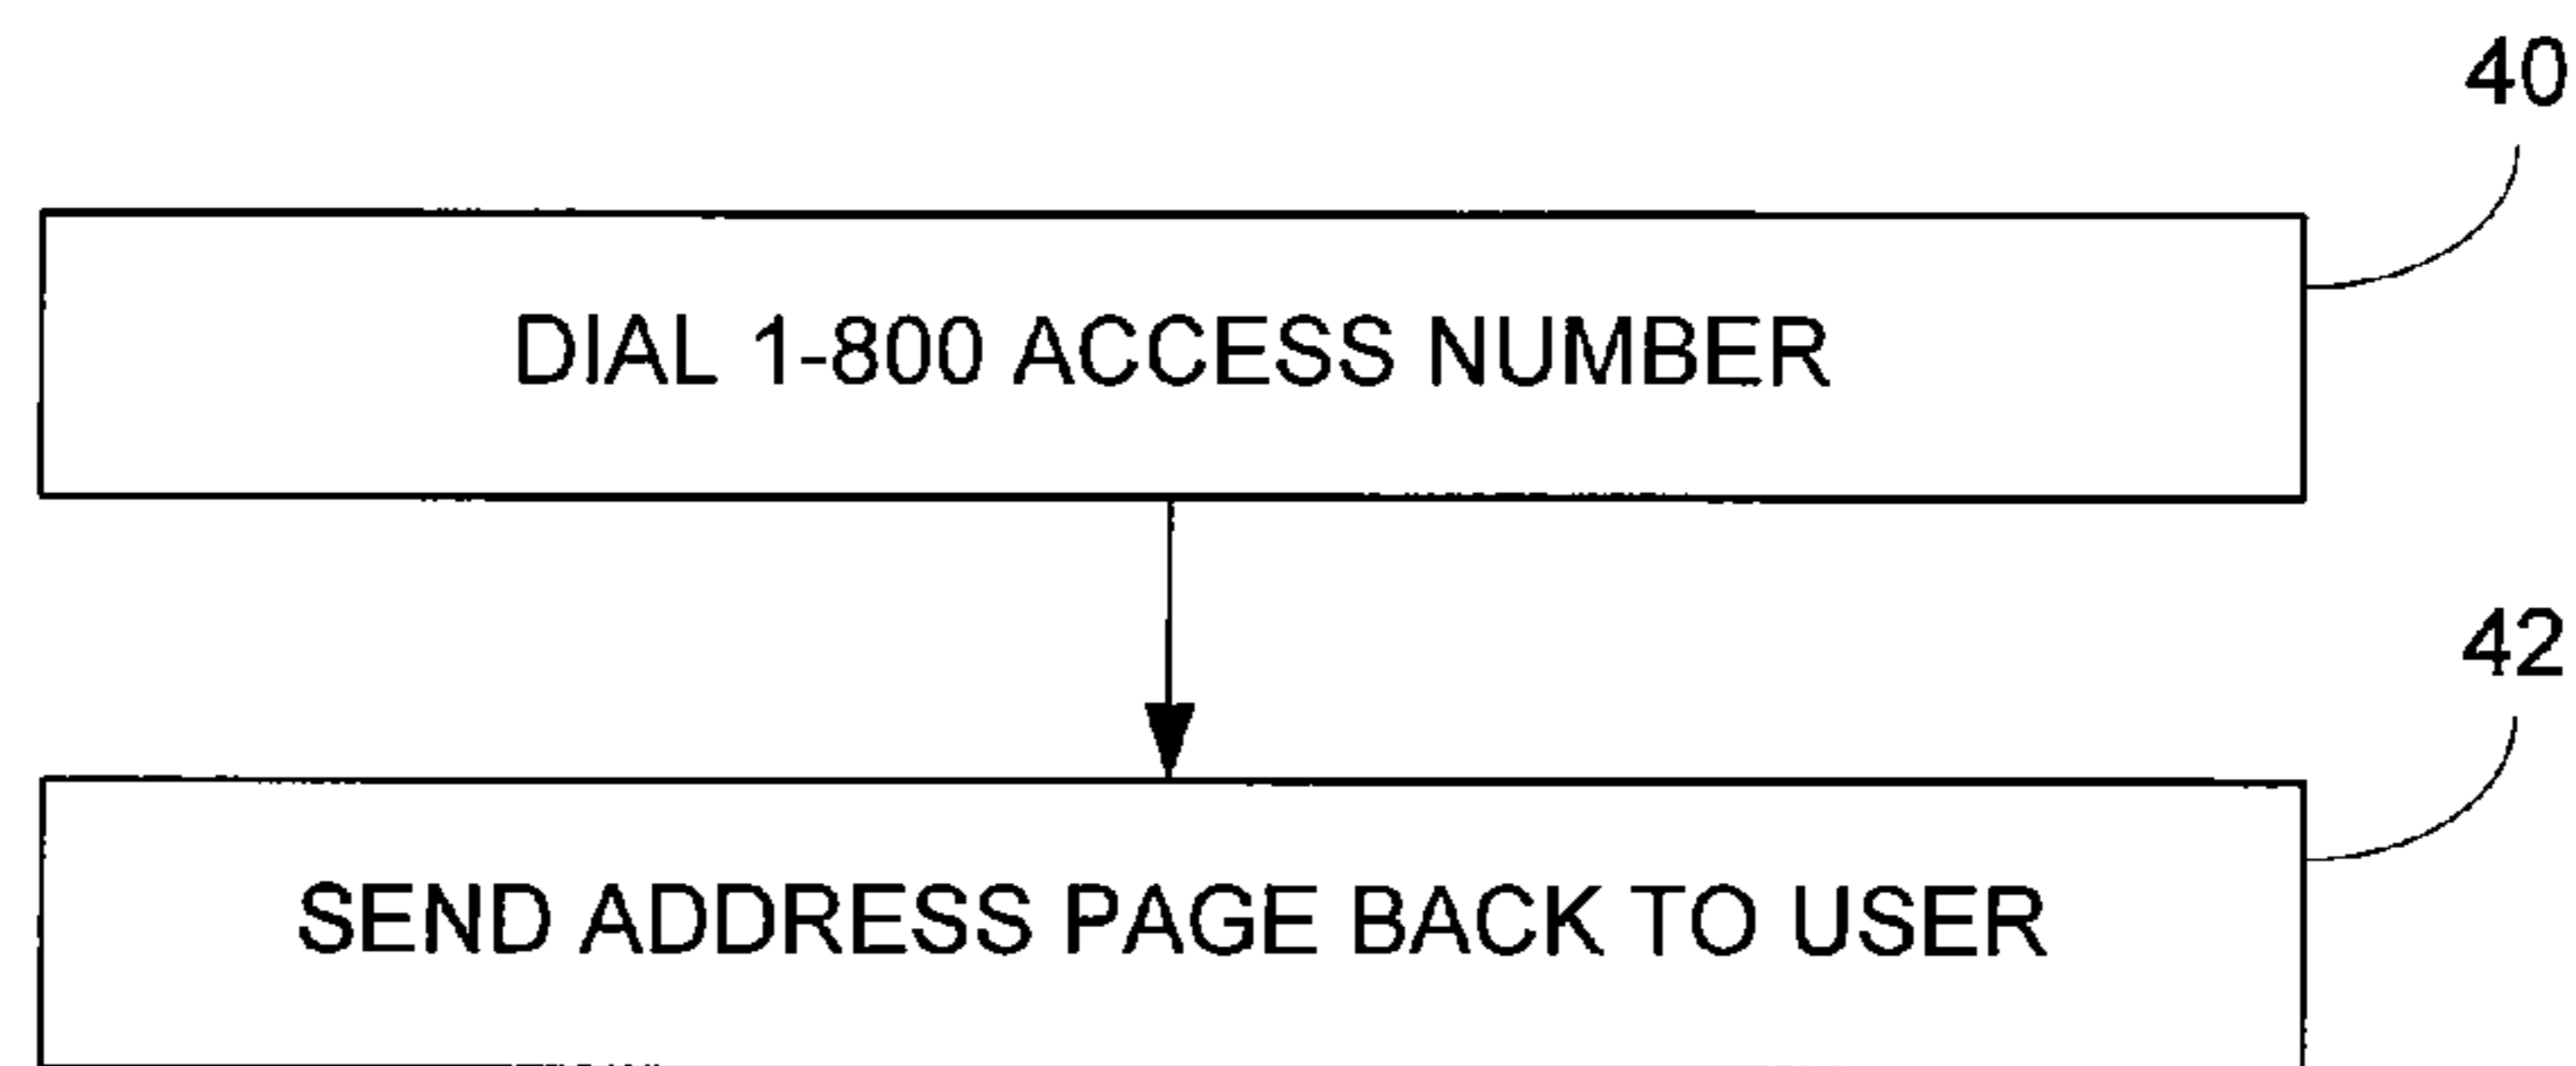 40
DIAL 1-800 ACCESS NUMBER
42
SEND ADDRESS PAGE BACK TO USER